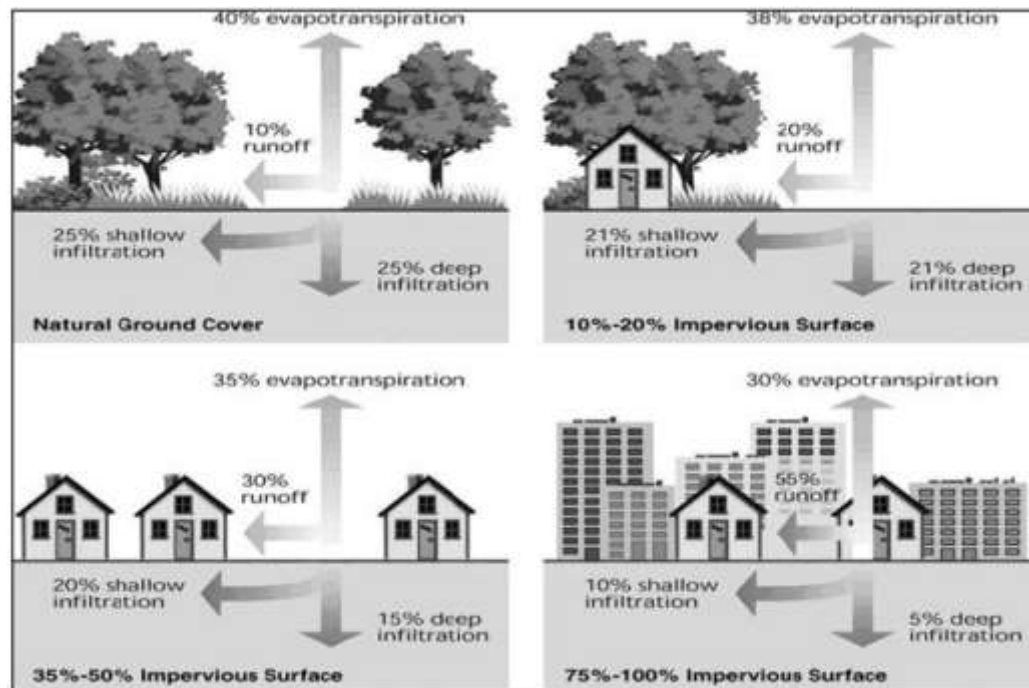 40% evapotranspiration
10%
runoff
25% shallow
infiltration
25% deep
infiltration
Natural Ground Cover
38% evapotranspiration
20%
runoff
21% shallow
infiltration
21% deep
infiltration
10%-20% Impervious Surface
35% evapotranspiration
30%
runoff
20% shallow
infiltration
15% deep
infiltration
35%-50% Impervious Surface
30% evapotranspiration
55%
runoff
10% shallow
infiltration
5% deep
infiltration
75%-100% Impervious Surface